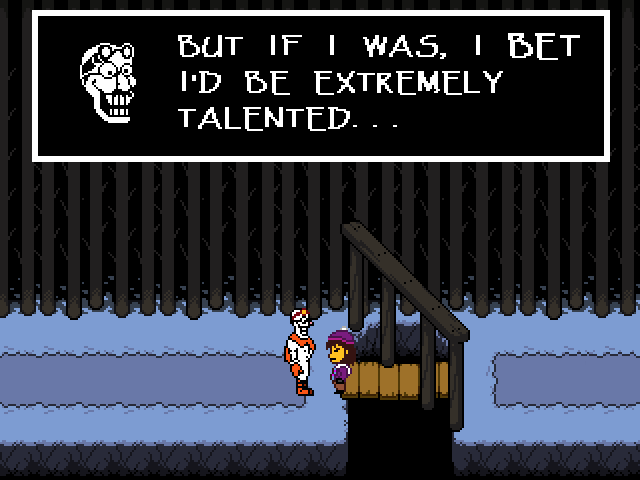 BUT IF I WAS, I BET
I'D BE EXTREMELY
TALENTED...